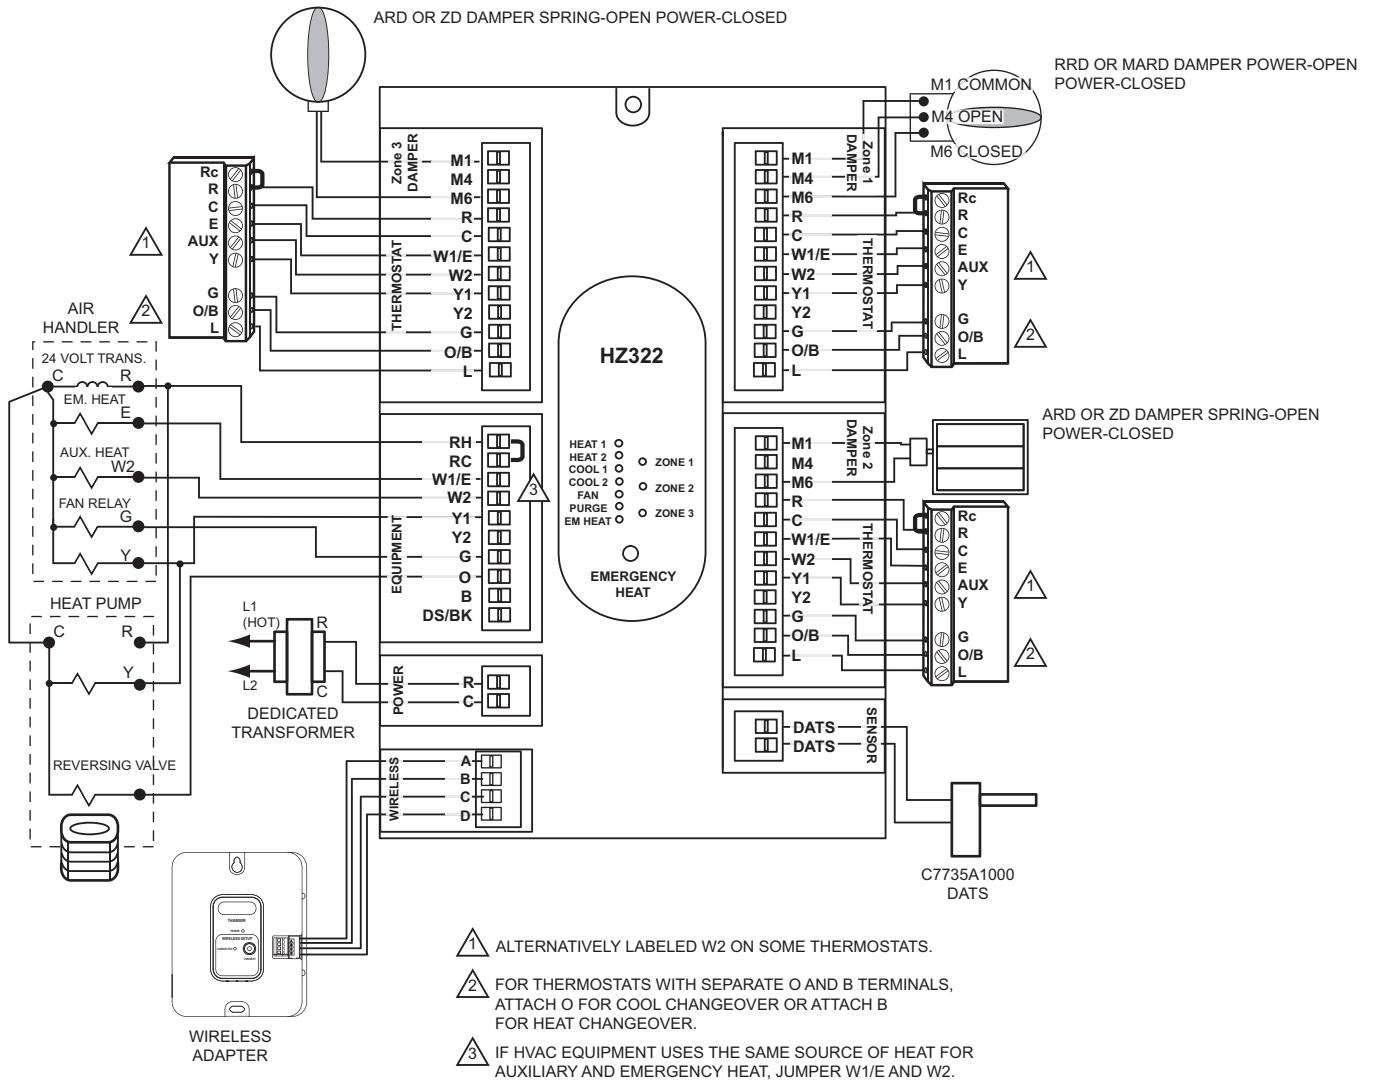 ARD OR ZD DAMPER SPRING-OPEN POWER-CLOSED
RRD OR MARD DAMPER POWER-OPEN
POWER-CLOSED
M1 COMMON
M4 OPEN
M6 CLOSED
Zone 3
DAMPER
M1
M4
M6
THERMOSTAT
R
C
W1/E
W2
Y1
Y2
G
O/B
L
Rc
R
C
E
AUX
Y
G
O/B
L
1
2
Zone 1
DAMPER
M1
M4
M6
THERMOSTAT
R
C
W1/E
W2
Y1
Y2
G
O/B
L
Rc
R
C
E
AUX
Y
G
O/B
L
1
2
AIR
HANDLER
24 VOLT TRANS.
C
R
EM. HEAT
E
AUX. HEAT
W2
FAN RELAY
G
Y
HEAT PUMP
C
R
Y
REVERSING VALVE
EQUIPMENT
RH
RC
W1/E
W2
Y1
Y2
G
O
B
DS/BK
3
HZ322
HEAT 1
HEAT 2
COOL 1
COOL 2
FAN
PURGE
EM HEAT
ZONE 1
ZONE 2
ZONE 3
EMERGENCY
HEAT
ARD OR ZD DAMPER SPRING-OPEN
POWER-CLOSED
Zone 2
DAMPER
M1
M4
M6
THERMOSTAT
R
C
W1/E
W2
Y1
Y2
G
O/B
L
Rc
R
C
E
AUX
Y
G
O/B
L
1
2
L1
(HOT)
L2
R
C
DEDICATED
TRANSFORMER
POWER
R
C
WIRELESS
A
B
C
D
SENSOR
DATS
DATS
C7735A1000
DATS
WIRELESS SETUP
WIRELESS
ADAPTER
1 ALTERNATIVELY LABELED W2 ON SOME THERMOSTATS.
2 FOR THERMOSTATS WITH SEPARATE O AND B TERMINALS,
ATTACH O FOR COOL CHANGEOVER OR ATTACH B
FOR HEAT CHANGEOVER.
3 IF HVAC EQUIPMENT USES THE SAME SOURCE OF HEAT FOR
AUXILIARY AND EMERGENCY HEAT, JUMPER W1/E AND W2.